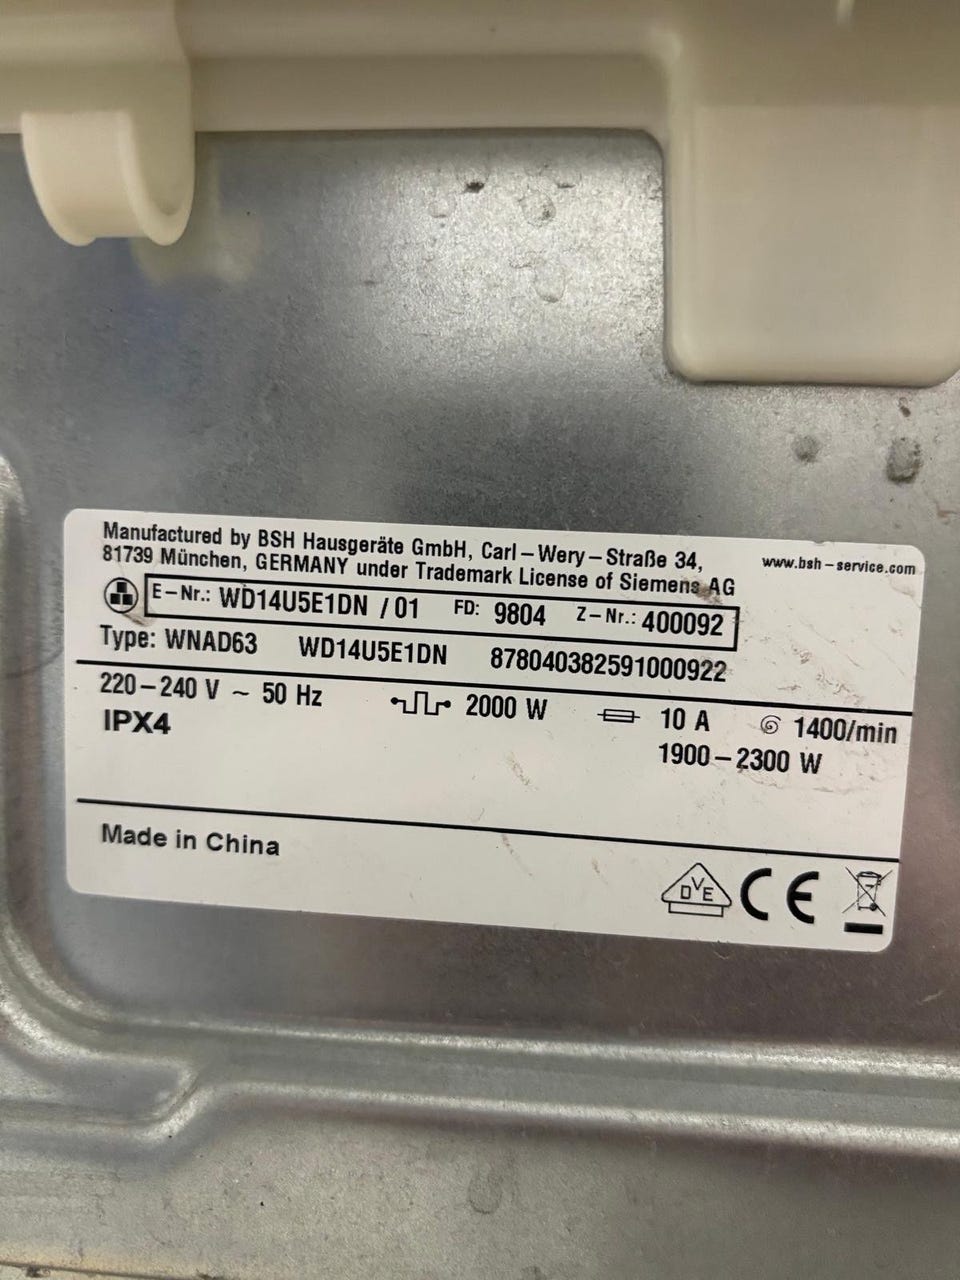 Manufactured by BSH Hausgeräte GmbH, Carl-Wery-Straße 34, www.bsh-service.com
81739 München, GERMANY under Trademark License of Siemens AG
E-Nr.: WD14U5E1DN /01 FD: 9804 Z-Nr.: 400092
Type: WNAD63 WD14U5E1DN 878040382591000922
220-240 V ~ 50 Hz 2000 W 10 A 1400/min
IPX4 1900-2300 W
Made in China
DVE CE